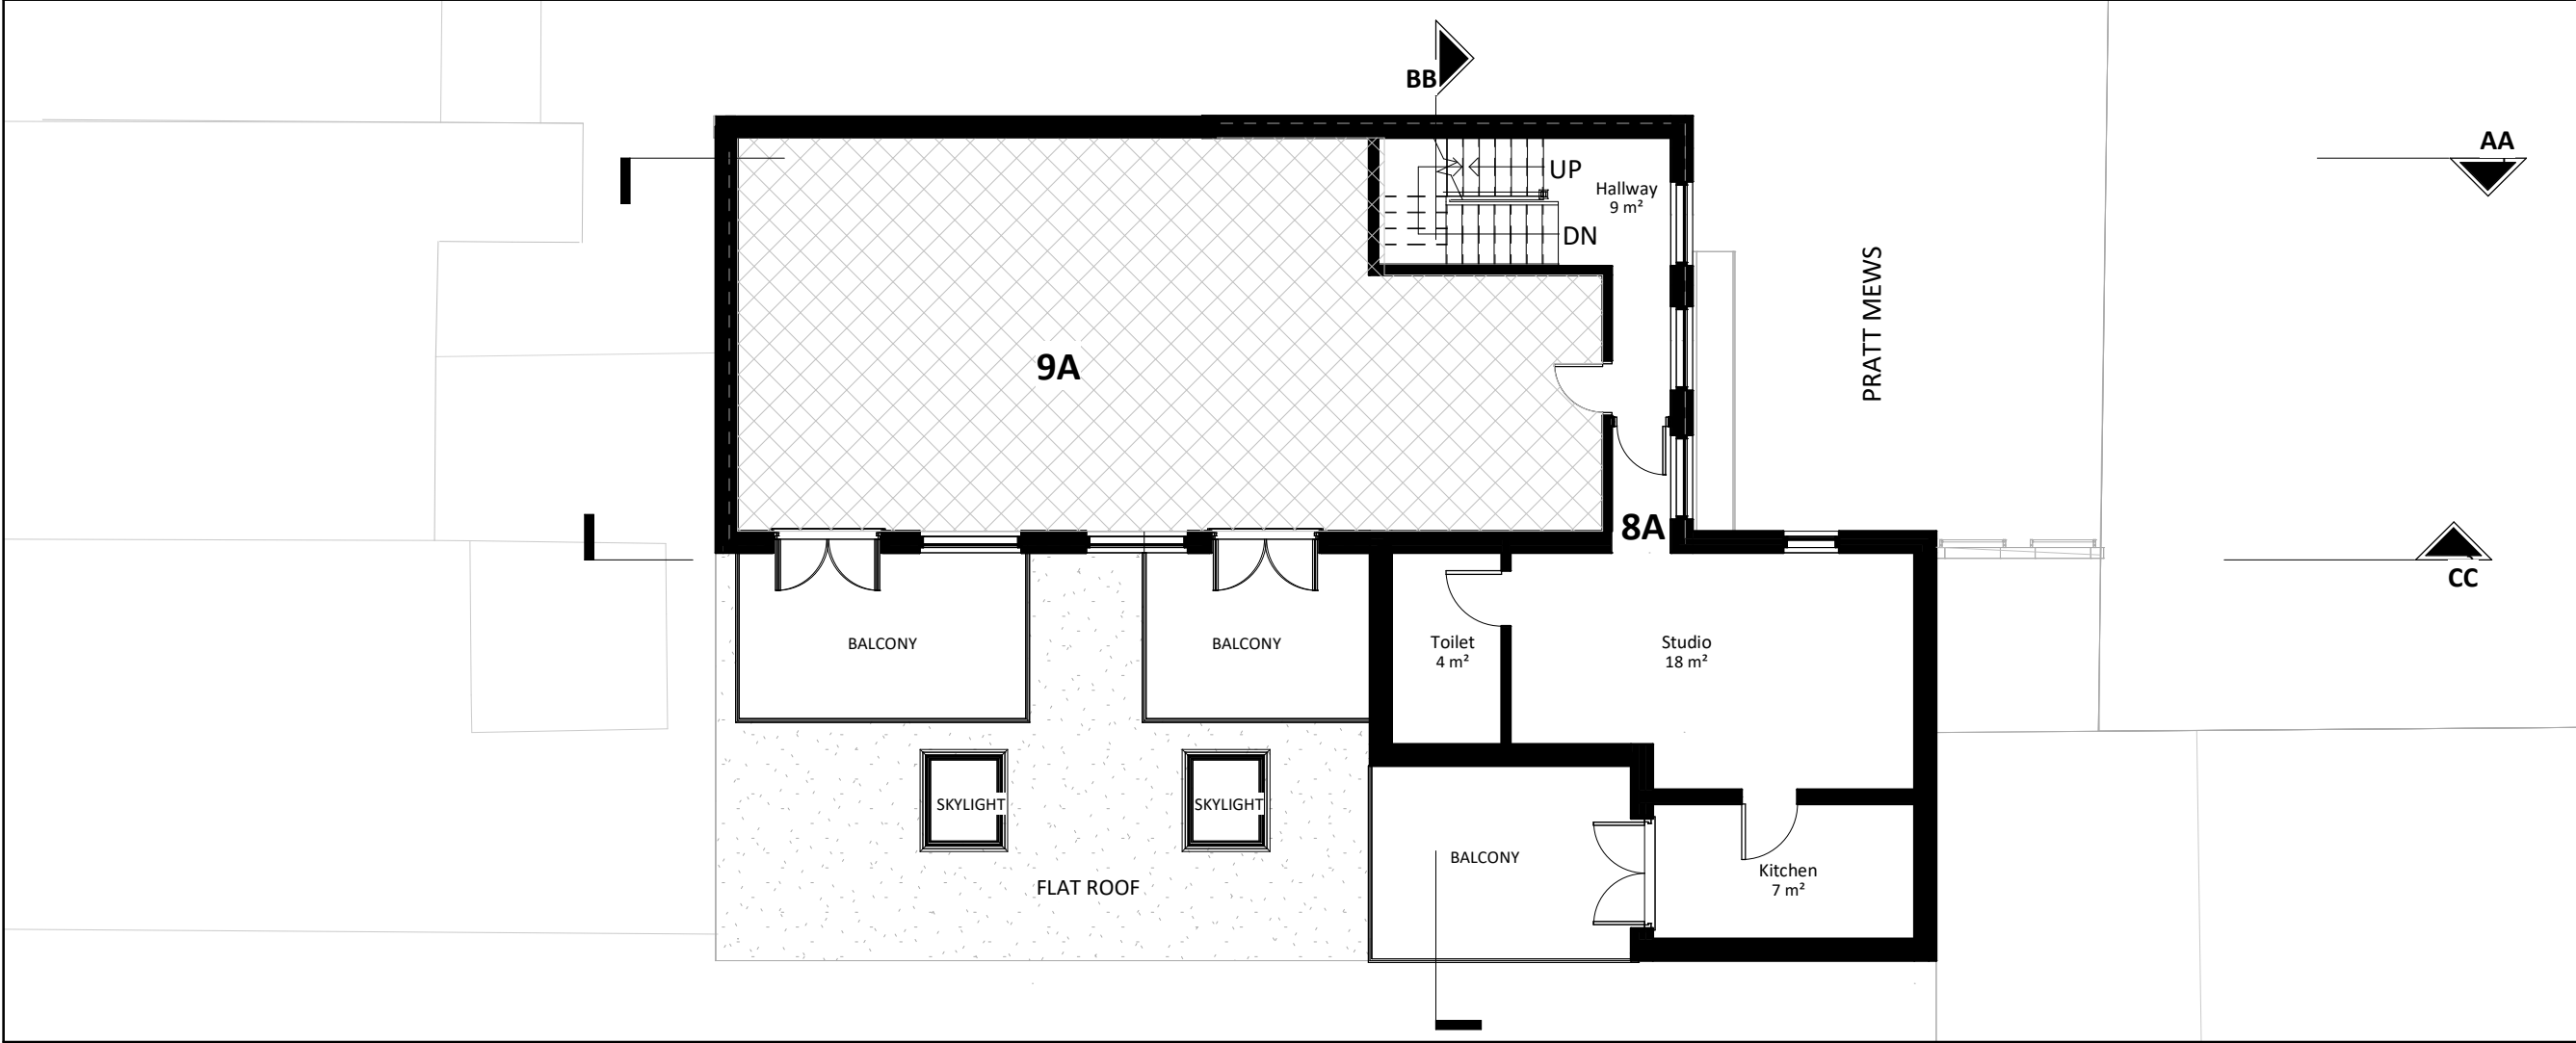 BB
AA
UP
Hallway
9 m²
DN
PRATT MEWS
9A
8A
CC
BALCONY
BALCONY
Toilet
4 m²
Studio
18 m²
SKYLIGHT
SKYLIGHT
BALCONY
Kitchen
7 m²
FLAT ROOF